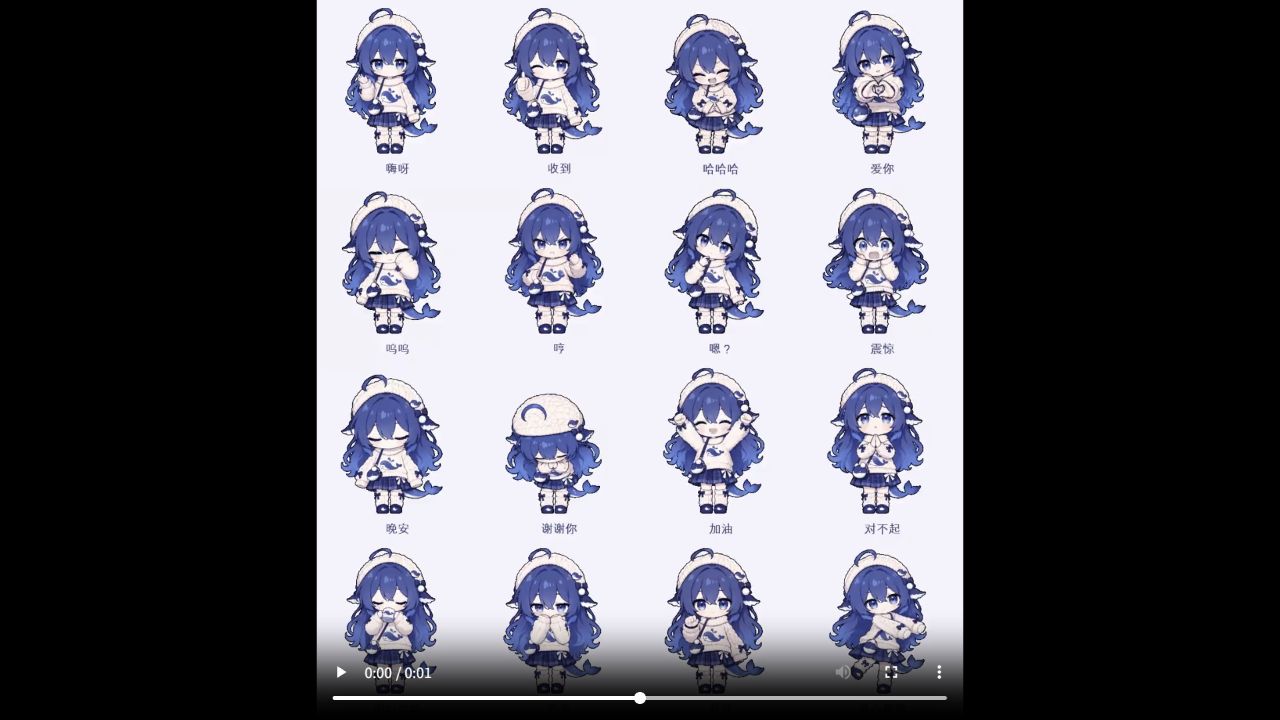 嗨呀 收到 哈哈哈 爱你
呜呜 哼 嗯？ 震惊
晚安 谢谢你 加油 对不起
0:00 / 0:01